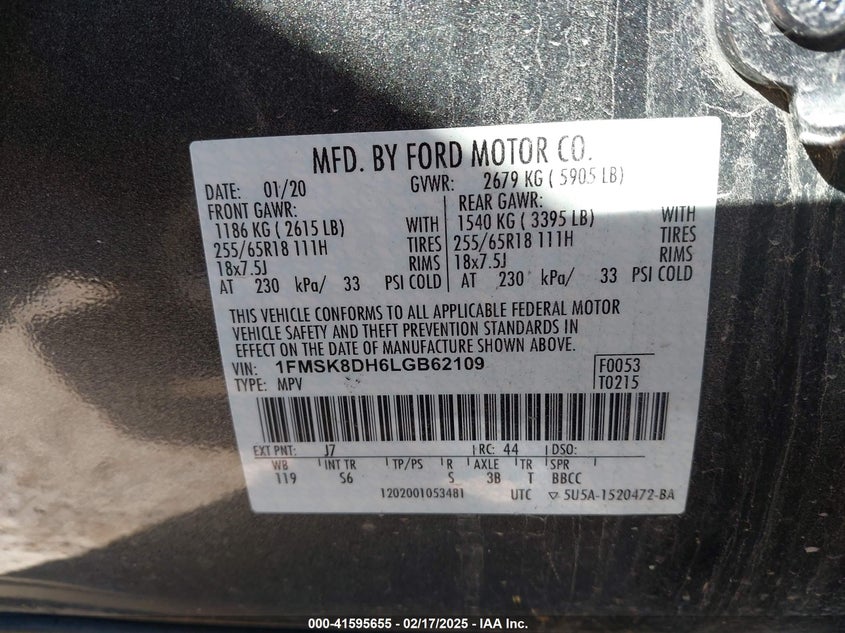 MFD. BY FORD MOTOR CO.
DATE: 01/20 GVWR: 2679 KG ( 5905 LB)
FRONT GAWR: REAR GAWR:
1186 KG ( 2615 LB) WITH 1540 KG ( 3395 LB) WITH
255/65R18 111H TIRES 255/65R18 111H TIRES
18x7.5J RIMS 18x7.5J RIMS
AT 230 kPa/ 33 PSI COLD AT 230 kPa/ 33 PSI COLD
THIS VEHICLE CONFORMS TO ALL APPLICABLE FEDERAL MOTOR
VEHICLE SAFETY AND THEFT PREVENTION STANDARDS IN
EFFECT ON THE DATE OF MANUFACTURE SHOWN ABOVE.
VIN: 1FMSK8DH6LGB62109 F0053
TYPE: MPV T0215
EXT PNT: J7 RC: 44 DSO:
WB INT TR TP/PS R AXLE TR SPR
119 S6 S 3B T BBCC
1202001053481 UTC ▽ 5U5A-1520472-BA
000-41595655 - 02/17/2025 - IAA Inc.